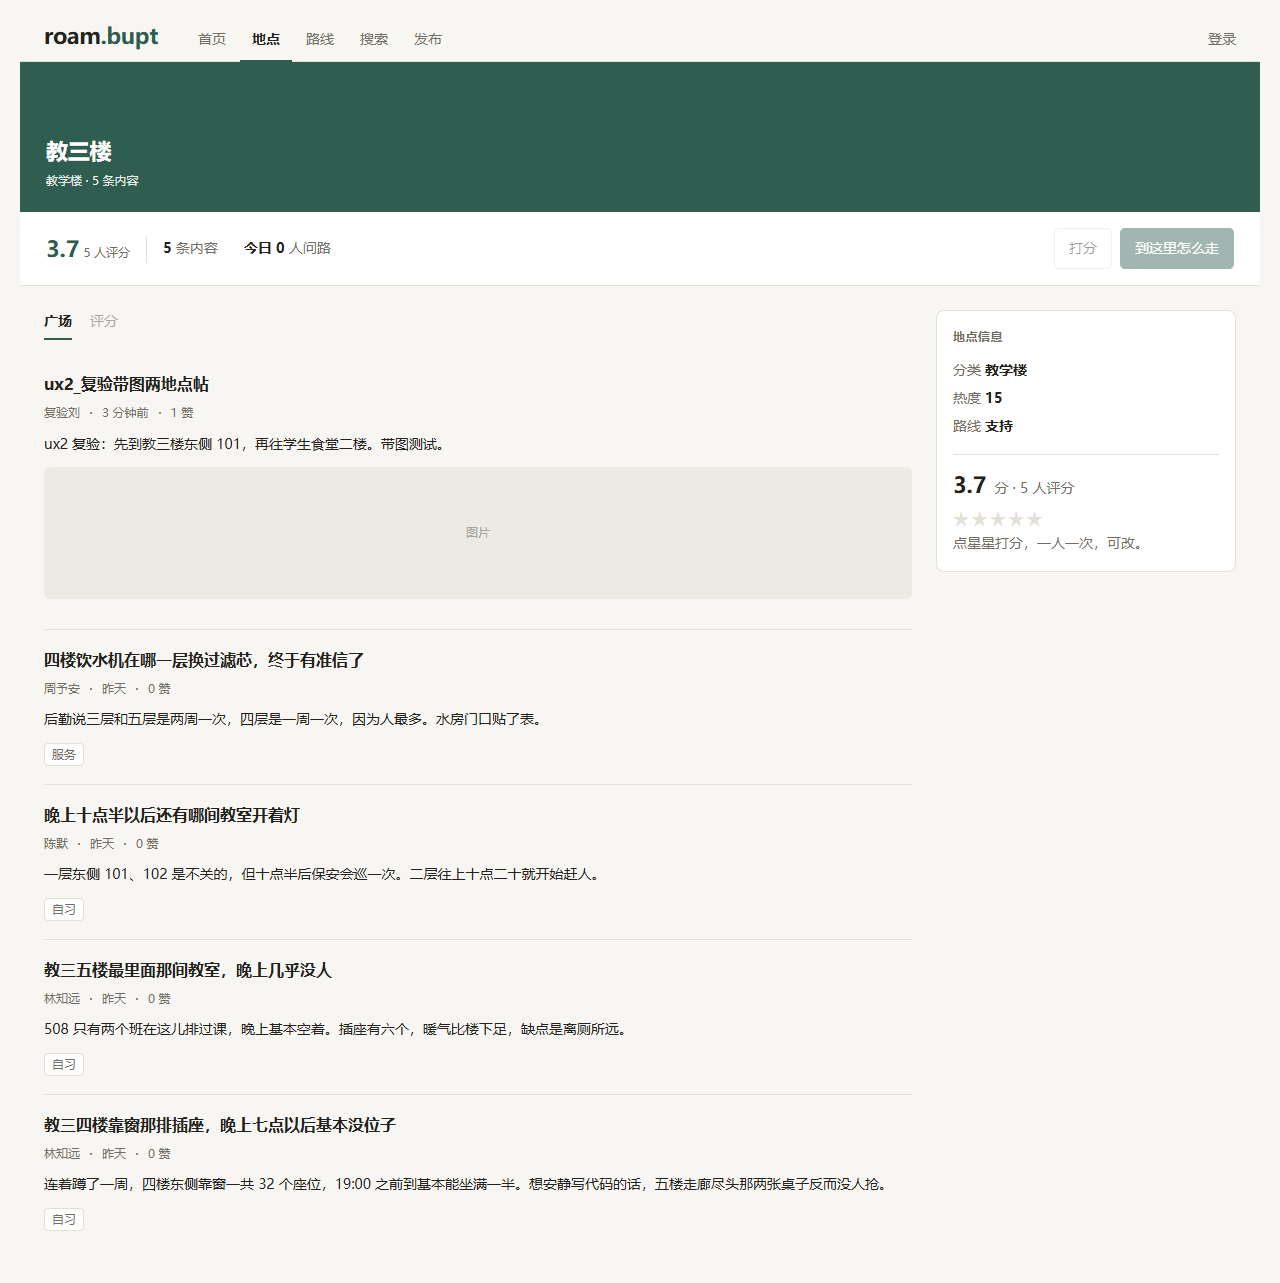 roam.bupt 首页 地点 路线 搜索 发布 登录
教三楼
教学楼 · 5 条内容
3.7 5 人评分 5 条内容 今日 0 人问路 打分 到这里怎么走
广场 评分
ux2_复验带图两地点帖
复验刘 · 3 分钟前 · 1 赞
ux2 复验：先到教三楼东侧 101，再往学生食堂二楼。带图测试。
图片
四楼饮水机在哪一层换过滤芯，终于有准信了
周予安 · 昨天 · 0 赞
后勤说三层和五层是两周一次，四层是一周一次，因为人最多。水房门口贴了表。
服务
晚上十点半以后还有哪间教室开着灯
陈默 · 昨天 · 0 赞
一层东侧 101、102 是不关的，但十点半后保安会巡一次。二层往上十点二十就开始赶人。
自习
教三五楼最里面那间教室，晚上几乎没人
林知远 · 昨天 · 0 赞
508 只有两个班在这儿排过课，晚上基本空着。插座有六个，暖气比楼下足，缺点是离厕所远。
自习
教三四楼靠窗那排插座，晚上七点以后基本没位子
林知远 · 昨天 · 0 赞
连着蹲了一周，四楼东侧靠窗一共 32 个座位，19:00 之前到基本能坐满一半。想安静写代码的话，五楼走廊尽头那两张桌子反而没人抢。
自习
地点信息
分类 教学楼
热度 15
路线 支持
3.7 分 · 5 人评分
★★★★★
点星星打分，一人一次，可改。